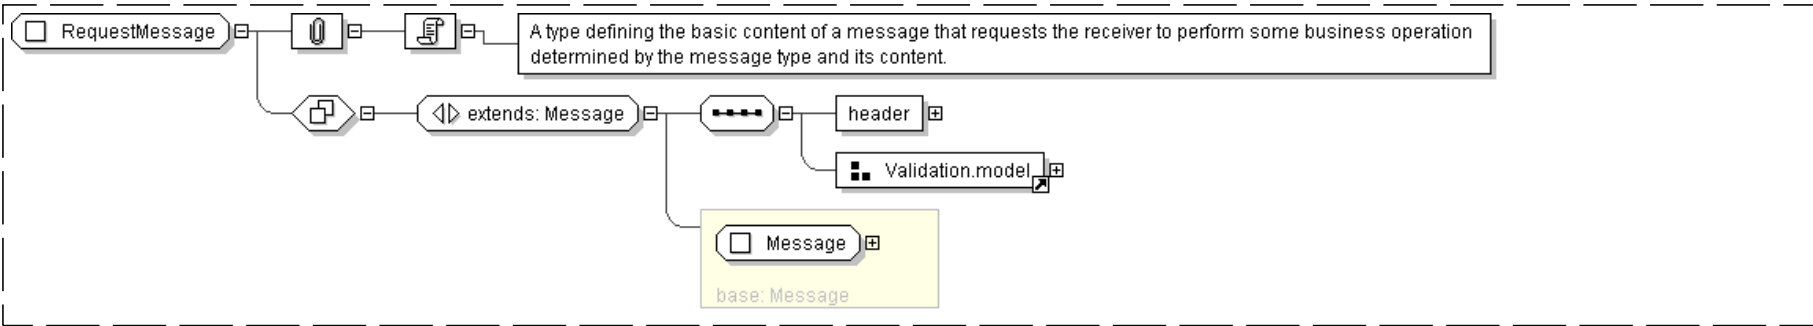 RequestMessage
A type defining the basic content of a message that requests the receiver to perform some business operation
determined by the message type and its content.
extends: Message
header
Validation.model
Message
base: Message